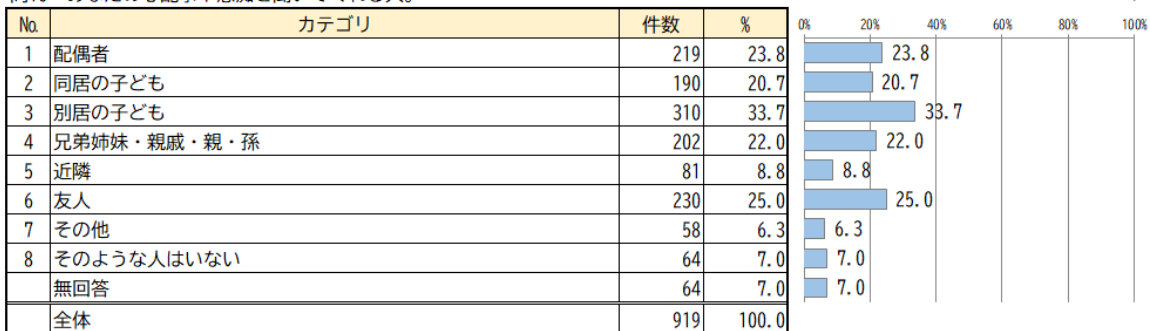 No. カテゴリ 件数 %
0% 20% 40% 60% 80% 100%
1 配偶者 219 23.8 23.8
2 同居の子ども 190 20.7 20.7
3 別居の子ども 310 33.7 33.7
4 兄弟姉妹・親戚・親・孫 202 22.0 22.0
5 近隣 81 8.8 8.8
6 友人 230 25.0 25.0
7 その他 58 6.3 6.3
8 そのような人はいない 64 7.0 7.0
無回答 64 7.0 7.0
全体 919 100.0